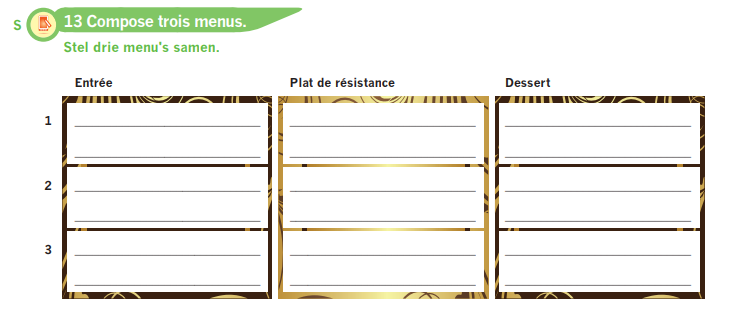 S
13 Compose trois menus.
Stel drie menu's samen.
Entrée Plat de résistance Dessert
1
2
3